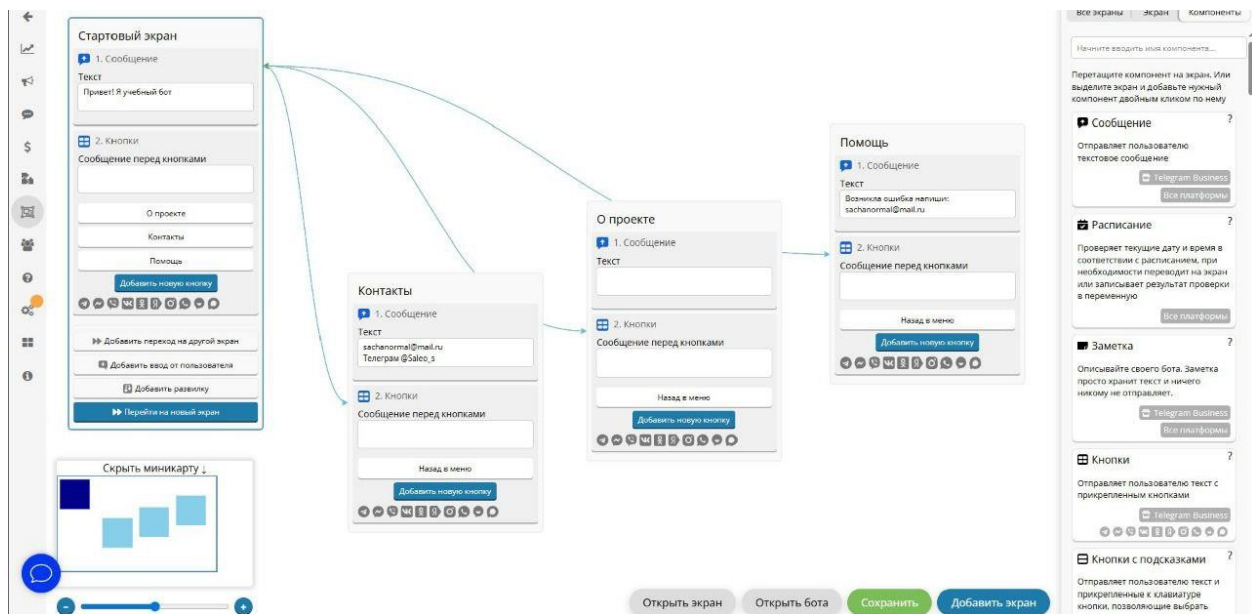 Стартовый экран
1. Сообщение
Текст
Привет! Я учебный бот
2. Кнопки
Сообщение перед кнопками
О проекте
Контакты
Помощь
Добавить новую кнопку
Добавить переход на другой экран
Добавить ввод от пользователя
Добавить развилку
Перейти на новый экран
Скрыть миникарту ↓
Контакты
1. Сообщение
Текст
sachanormal@mail.ru
Телеграм @Saleo_s
2. Кнопки
Сообщение перед кнопками
Назад в меню
Добавить новую кнопку
О проекте
1. Сообщение
Текст
2. Кнопки
Сообщение перед кнопками
Назад в меню
Добавить новую кнопку
Помощь
1. Сообщение
Текст
Возникла ошибка напиши:
sachanormal@mail.ru
2. Кнопки
Сообщение перед кнопками
Назад в меню
Добавить новую кнопку
Открыть экран
Открыть бота
Сохранить
Добавить экран
Все экраны
Экран
Компоненты
Начните вводить имя компонента...
Перетащите компонент на экран. Или
выделите экран и добавьте нужный
компонент двойным кликом по нему
Сообщение ?
Отправляет пользователю
текстовое сообщение
Telegram Business
Все платформы
Расписание ?
Проверяет текущие дату и время в
соответствии с расписанием, при
необходимости переводит на экран
или записывает результат проверки
в переменную
Все платформы
Заметка ?
Описывайте своего бота. Заметка
просто хранит текст и ничего
никому не отправляет.
Telegram Business
Все платформы
Кнопки ?
Отправляет пользователю текст с
прикрепленным кнопками
Telegram Business
Кнопки с подсказками ?
Отправляет пользователю текст и
прикрепленные к клавиатуре
кнопки, позволяющие выбрать